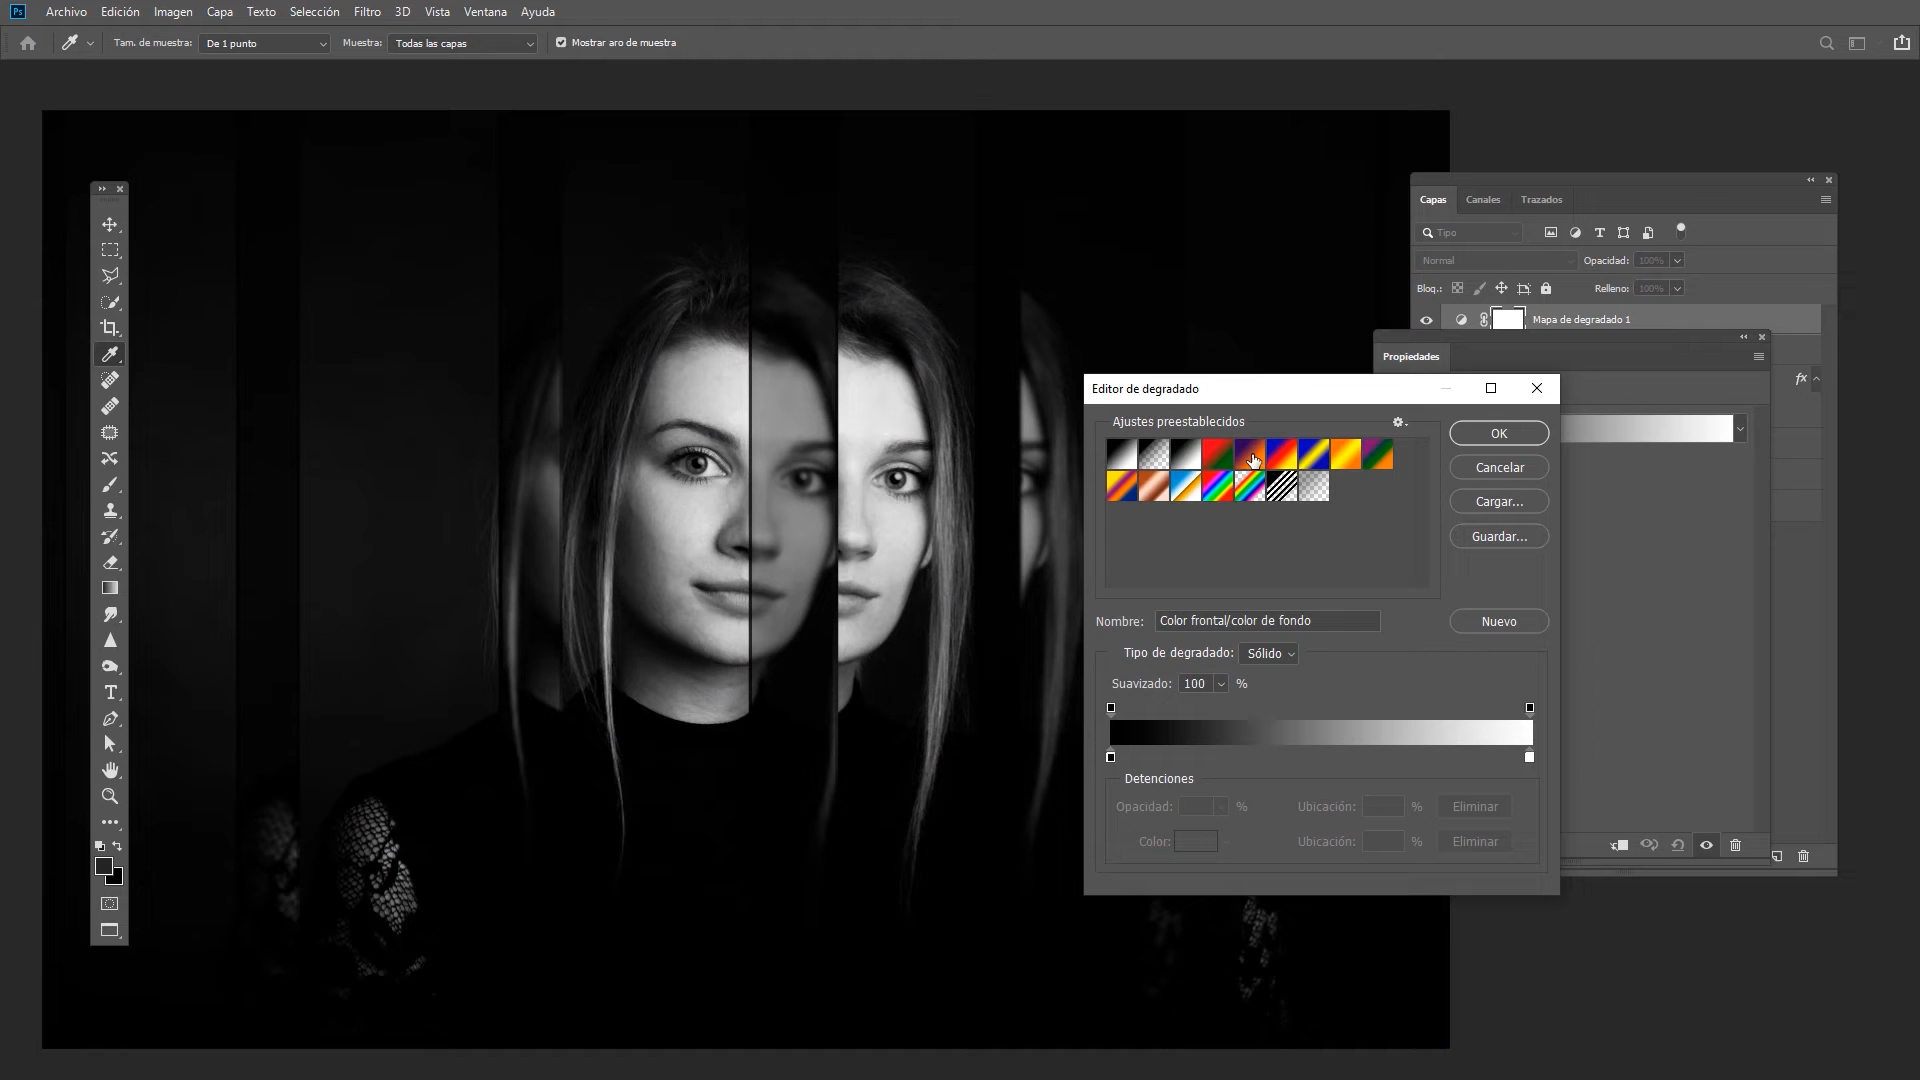 Ps Archivo Edición Imagen Capa Texto Selección Filtro 3D Vista Ventana Ayuda
Tam. de muestra: De 1 punto Muestra: Todas las capas Mostrar aro de muestra
Capas Canales Trazados
Tipo
Normal Opacidad: 100%
Bloq.: Relleno: 100%
Mapa de degradado 1
Propiedades
fx
Editor de degradado
Ajustes preestablecidos
OK
Cancelar
Cargar...
Guardar...
Nombre: Color frontal/color de fondo
Nuevo
Tipo de degradado: Sólido
Suavizado: 100 %
Detenciones
Opacidad: % Ubicación: % Eliminar
Color: Ubicación: % Eliminar